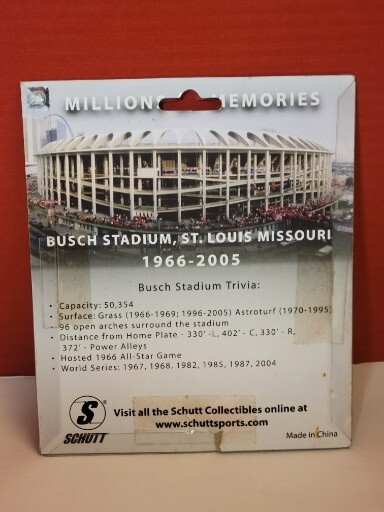 MILLIONS MEMORIES
BUSCH STADIUM, ST. LOUIS MISSOURI
1966-2005
Busch Stadium Trivia:
• Capacity: 50,354
• Surface: Grass (1966-1969; 1996-2005) Astroturf (1970-1995)
• 96 open arches surround the stadium
• Distance from Home Plate - 330' -L, 402' - C, 330' - R,
372' - Power Alleys
• Hosted 1966 All-Star Game
• World Series: 1967, 1968, 1982, 1985, 1987, 2004
S
SCHUTT
Visit all the Schutt Collectibles online at
www.schuttsports.com
Made in China